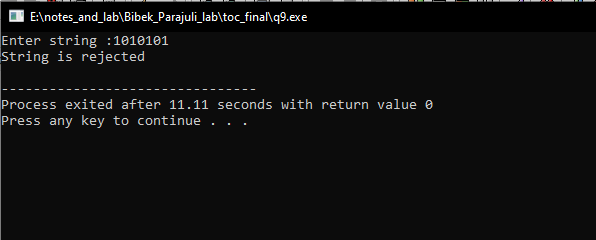 E:\notes_and_lab\Bibek_Parajuli_lab\toc_final\q9.exe
Enter string :1010101
String is rejected
--------------------------------
Process exited after 11.11 seconds with return value 0
Press any key to continue . . .